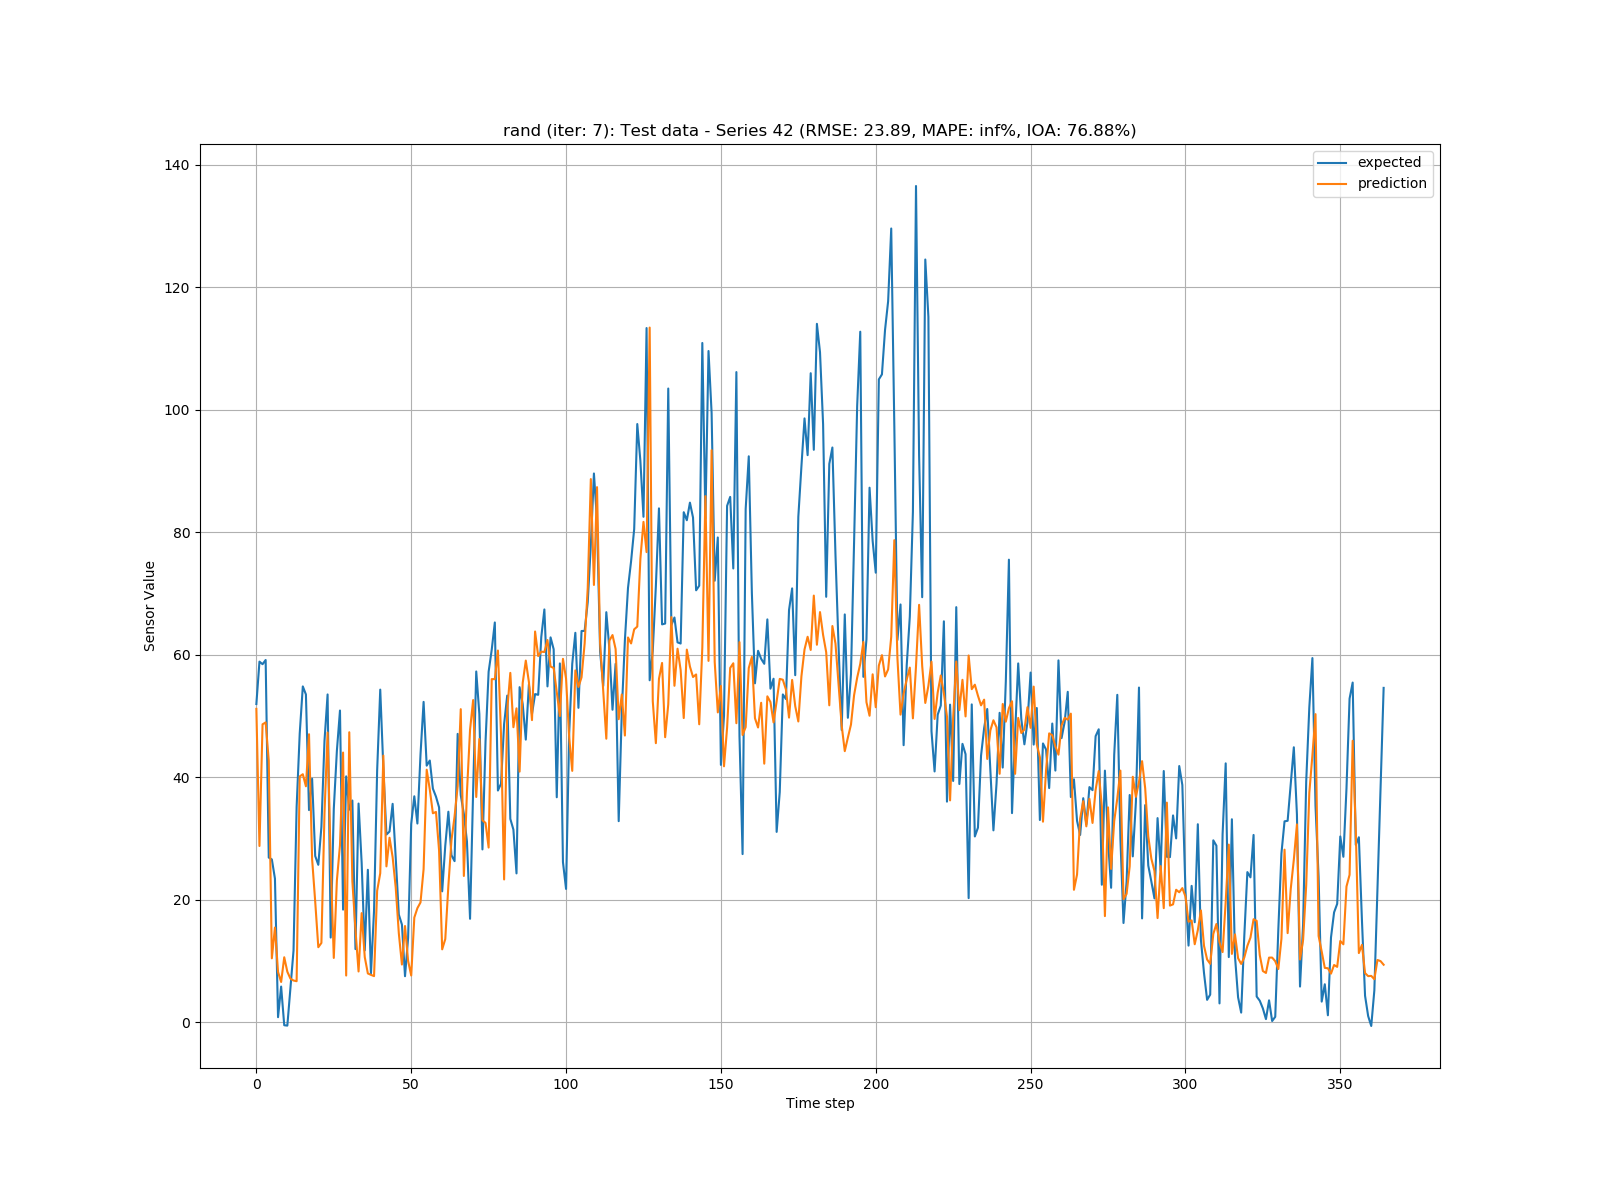 rand (iter: 7): Test data - Series 42 (RMSE: 23.89, MAPE: inf%, IOA: 76.88%)
expected
prediction
140
120
100
80
60
40
20
0
Sensor Value
0 50 100 150 200 250 300 350
Time step